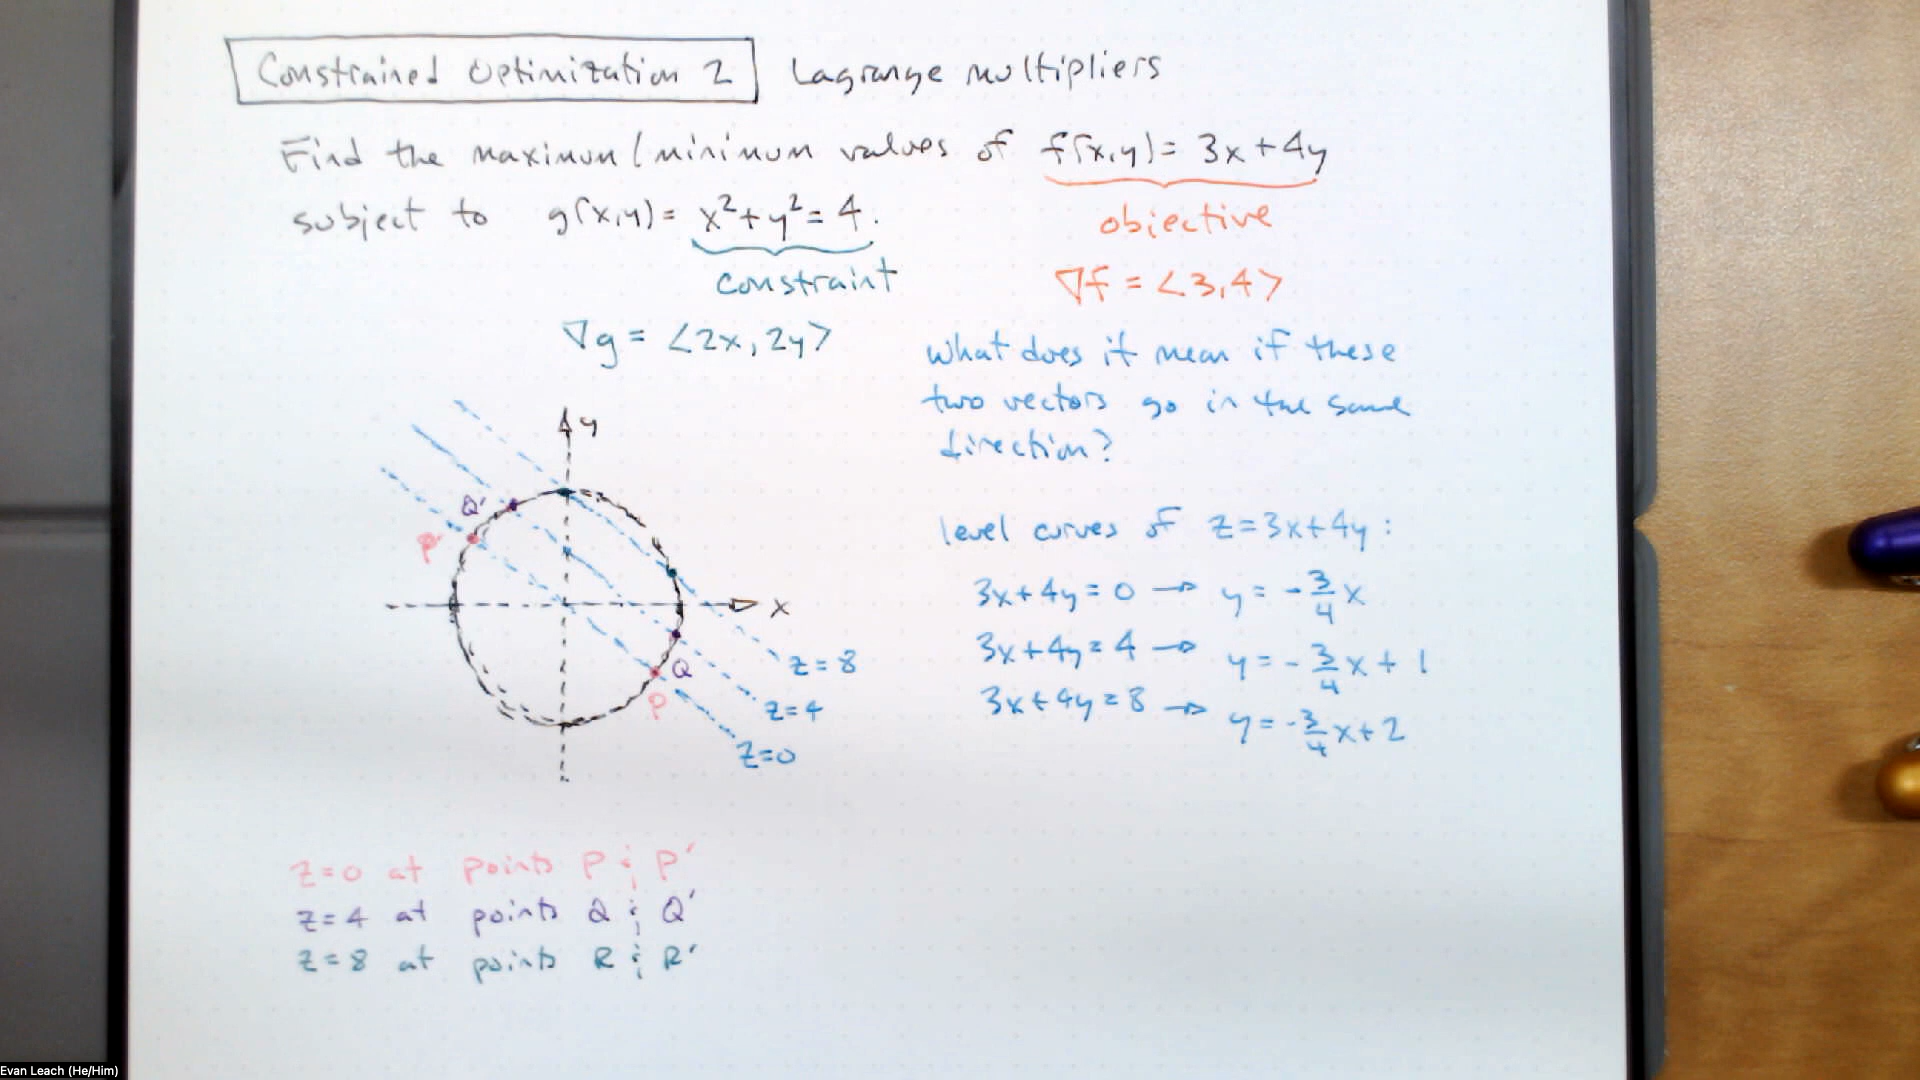 Constrained Optimization 2 Lagrange multipliers
Find the maximum/minimum values of f(x,y) = 3x+4y
subject to g(x,y) = x²+y² = 4.
objective
constraint
∇f = <3,4>
∇g = <2x, 2y>
What does it mean if these
two vectors go in the same
direction?
y
Q'
P'
x
Q
P
z=8
z=4
z=0
level curves of z=3x+4y:
3x+4y=0 → y = -3/4x
3x+4y=4 → y = -3/4x + 1
3x+4y=8 → y = -3/4x+2
z=0 at points P & P'
z=4 at points Q & Q'
z=8 at points R & R'
Evan Leach (He/Him)